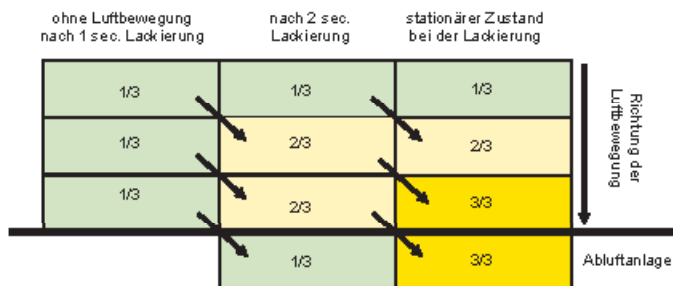 ohne Luftbewegung
nach 1 sec. Lackierung
nach 2 sec.
Lackierung
stationärer Zustand
bei der Lackierung
1/3
1/3
1/3
1/3
2/3
2/3
1/3
2/3
3/3
1/3
2/3
3/3
Richtung der
Luftbewegung
Abluftanlage